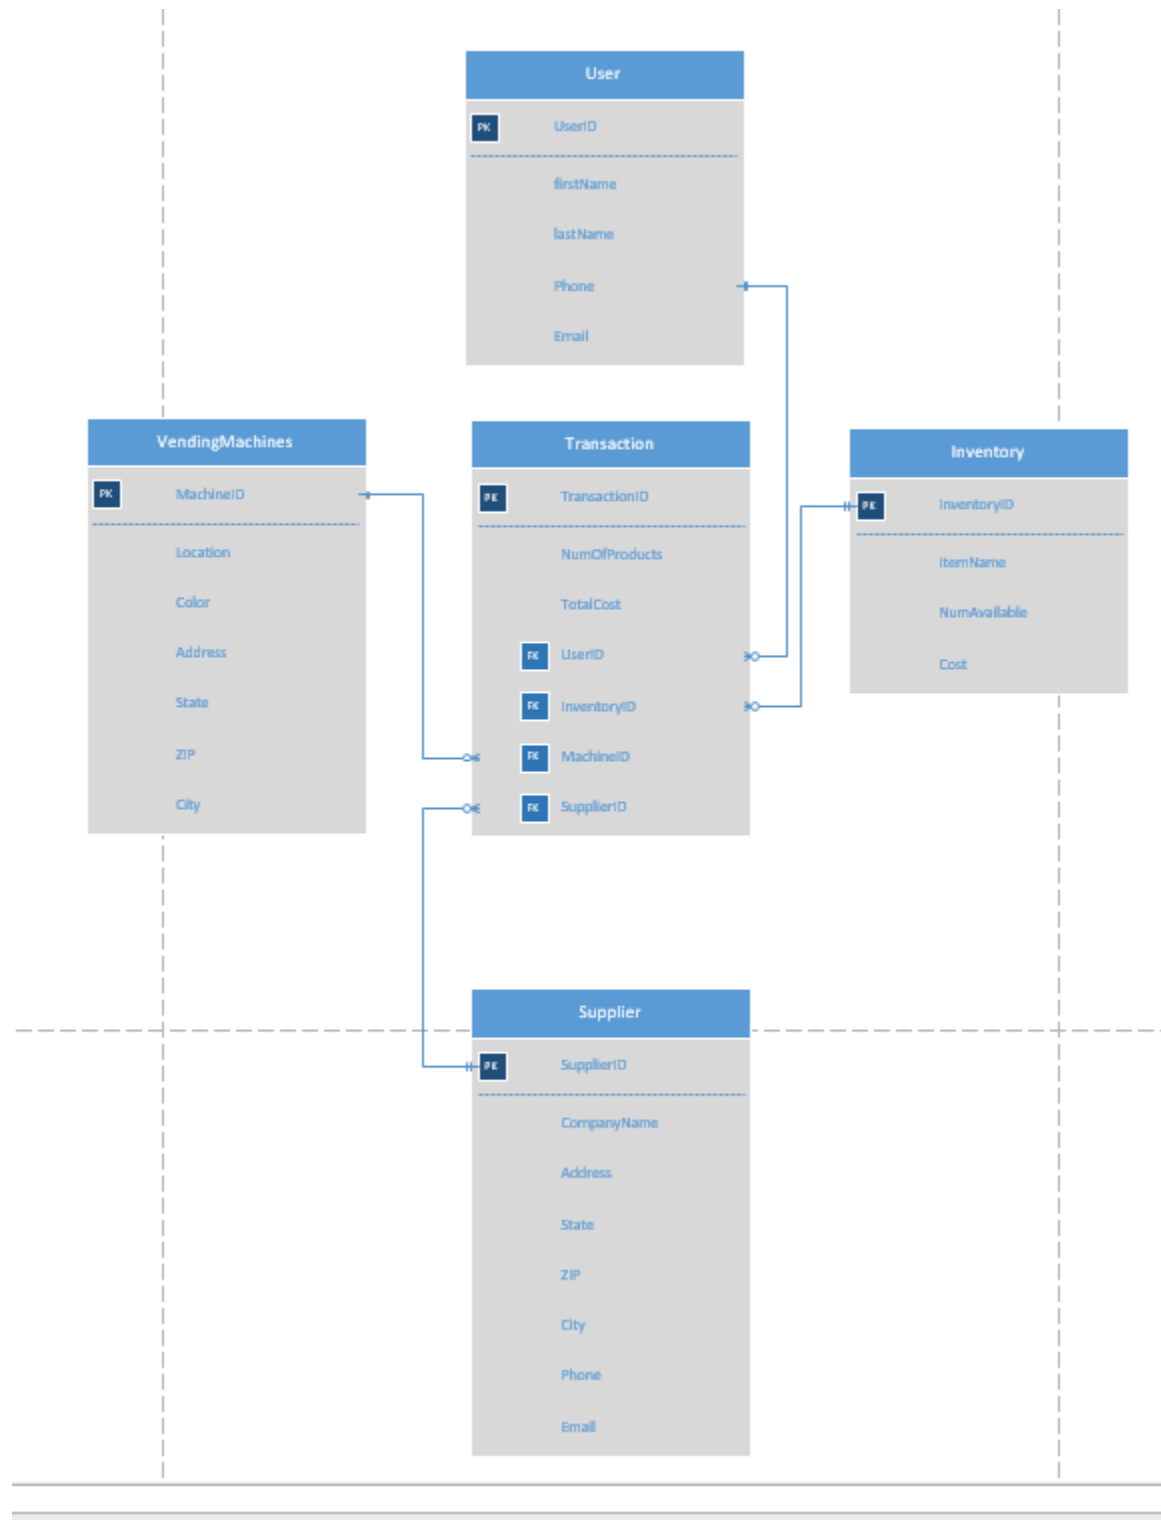 User
PK UserID
firstName
lastName
Phone
Email
VendingMachines
PK MachineID
Location
Color
Address
State
ZIP
City
Transaction
PK TransactionID
NumOfProducts
TotalCost
FK UserID
FK InventoryID
FK MachineID
FK SupplierID
Inventory
PK InventoryID
ItemName
NumAvailable
Cost
Supplier
PK SupplierID
CompanyName
Address
State
ZIP
City
Phone
Email